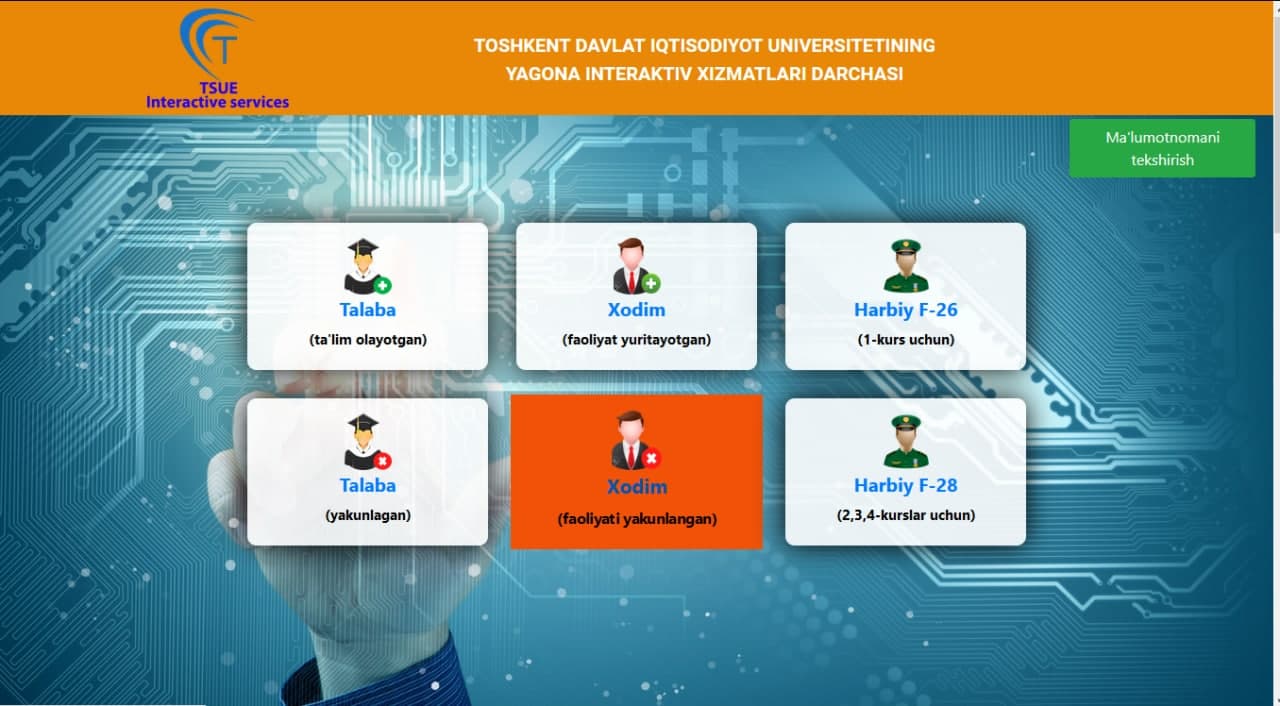 TOSHKENT DAVLAT IQTISODIYOT UNIVERSITETINING
YAGONA INTERAKTIV XIZMATLARI DARCHASI
T
TSUE
Interactive services
Ma'lumotnomani
tekshirish
Talaba
(ta'lim olayotgan)
Xodim
(faoliyat yuritayotgan)
Harbiy F-26
(1-kurs uchun)
Talaba
(yakunlagan)
Xodim
(faoliyati yakunlangan)
Harbiy F-28
(2,3,4-kurslar uchun)